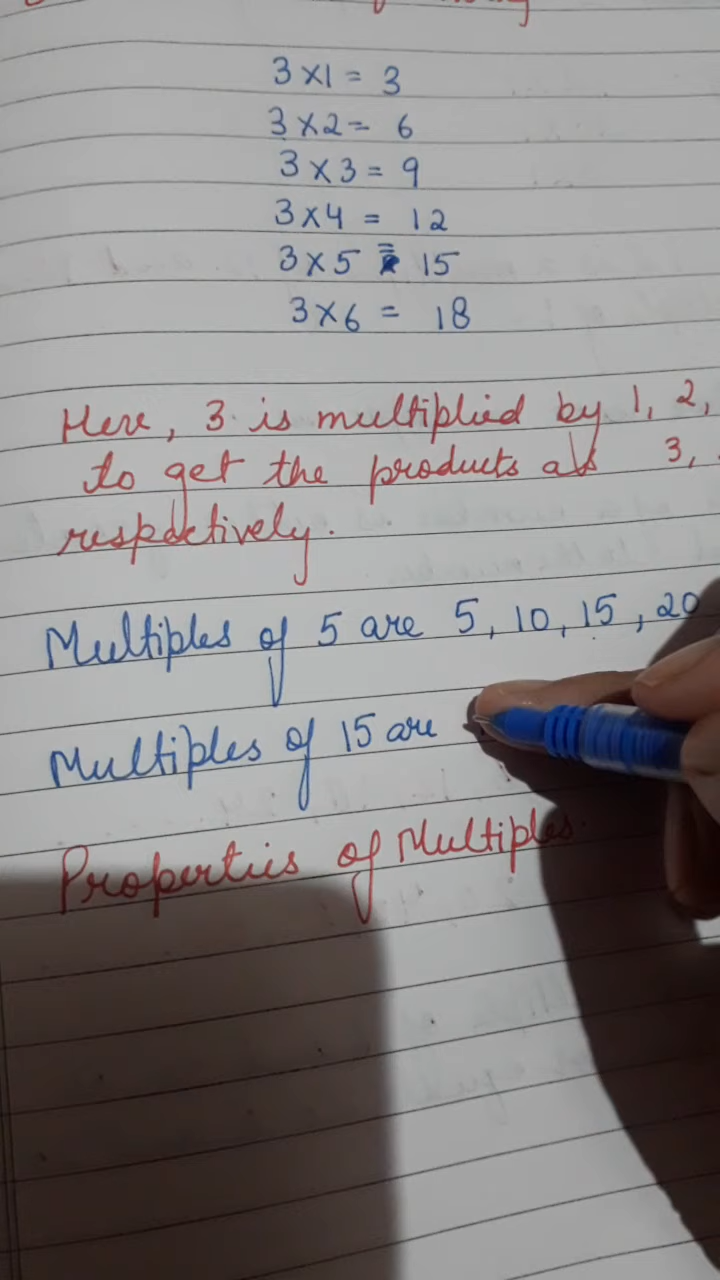 3×1 = 3
3×2= 6
3×3= 9
3×4 = 12
3×5 = 15
3×6 = 18
Here, 3 is multiplied by 1, 2,
to get the products as 3,
respectively.
Multiples of 5 are 5, 10, 15, 20
Multiples of 15 are
Properties of Multiples.